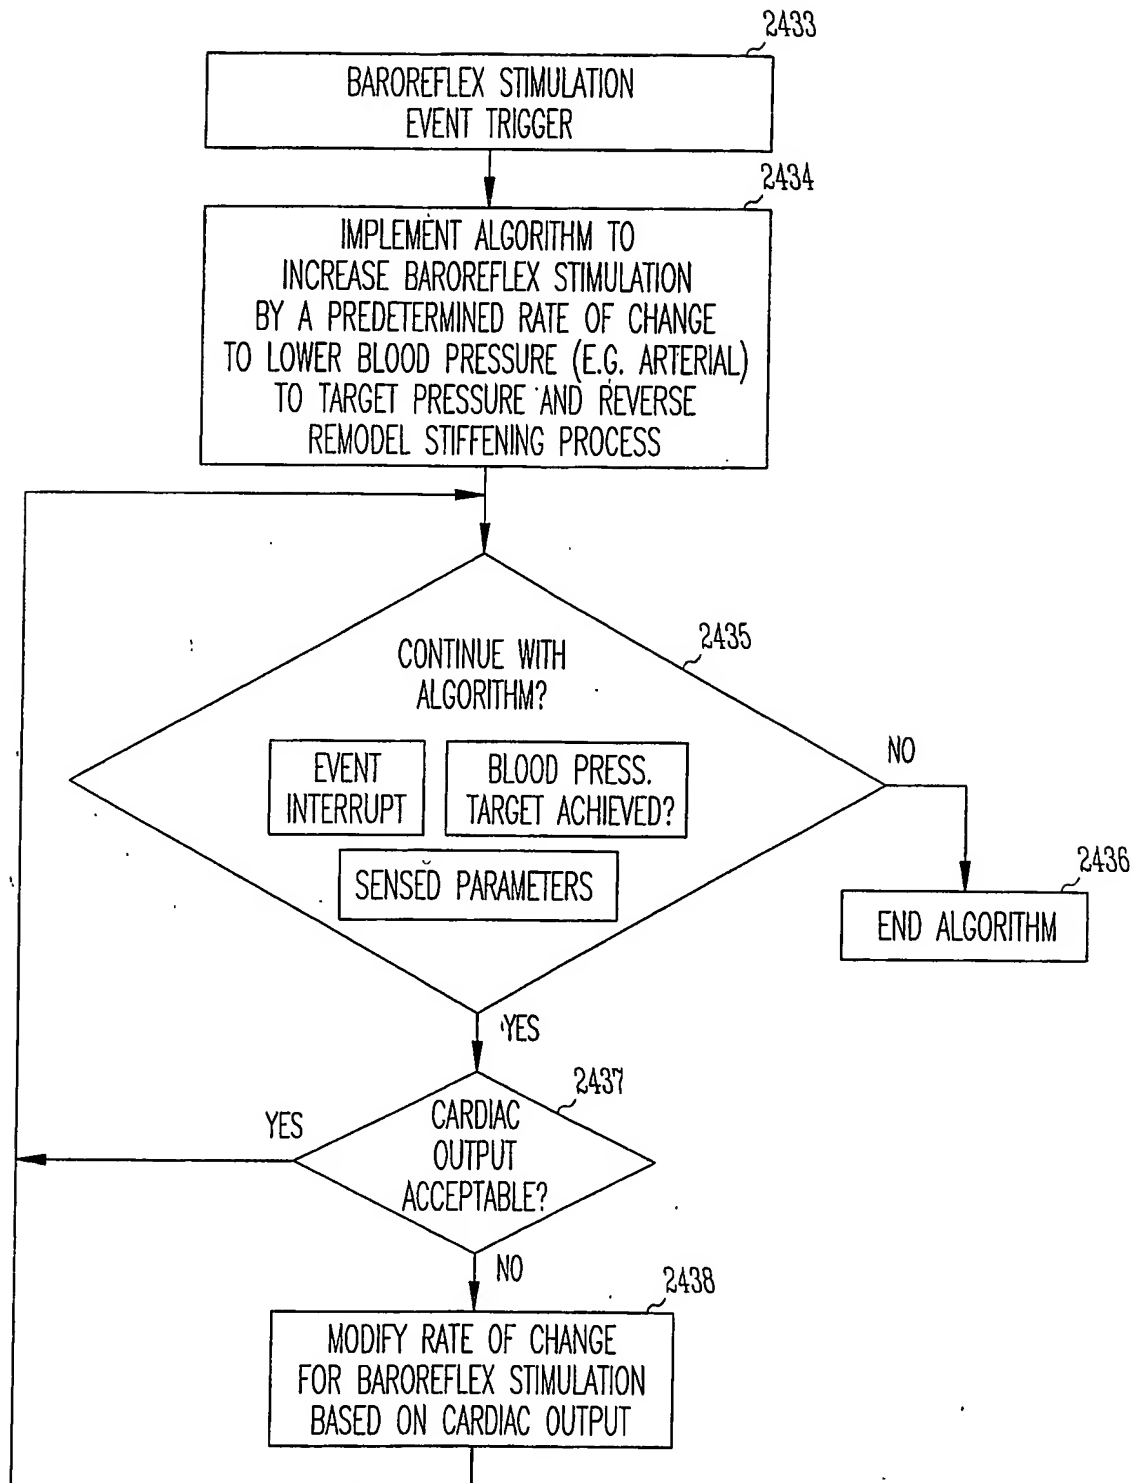 2433
BAROREFLEX STIMULATION
EVENT TRIGGER
2434
IMPLEMENT ALGORITHM TO
INCREASE BAROREFLEX STIMULATION
BY A PREDETERMINED RATE OF CHANGE
TO LOWER BLOOD PRESSURE (E.G. ARTERIAL)
TO TARGET PRESSURE AND REVERSE
REMODEL STIFFENING PROCESS
2435
CONTINUE WITH
ALGORITHM?
NO
EVENT
INTERRUPT
BLOOD PRESS.
TARGET ACHIEVED?
SENSED PARAMETERS
2436
END ALGORITHM
YES
2437
YES
CARDIAC
OUTPUT
ACCEPTABLE?
NO
2438
MODIFY RATE OF CHANGE
FOR BAROREFLEX STIMULATION
BASED ON CARDIAC OUTPUT